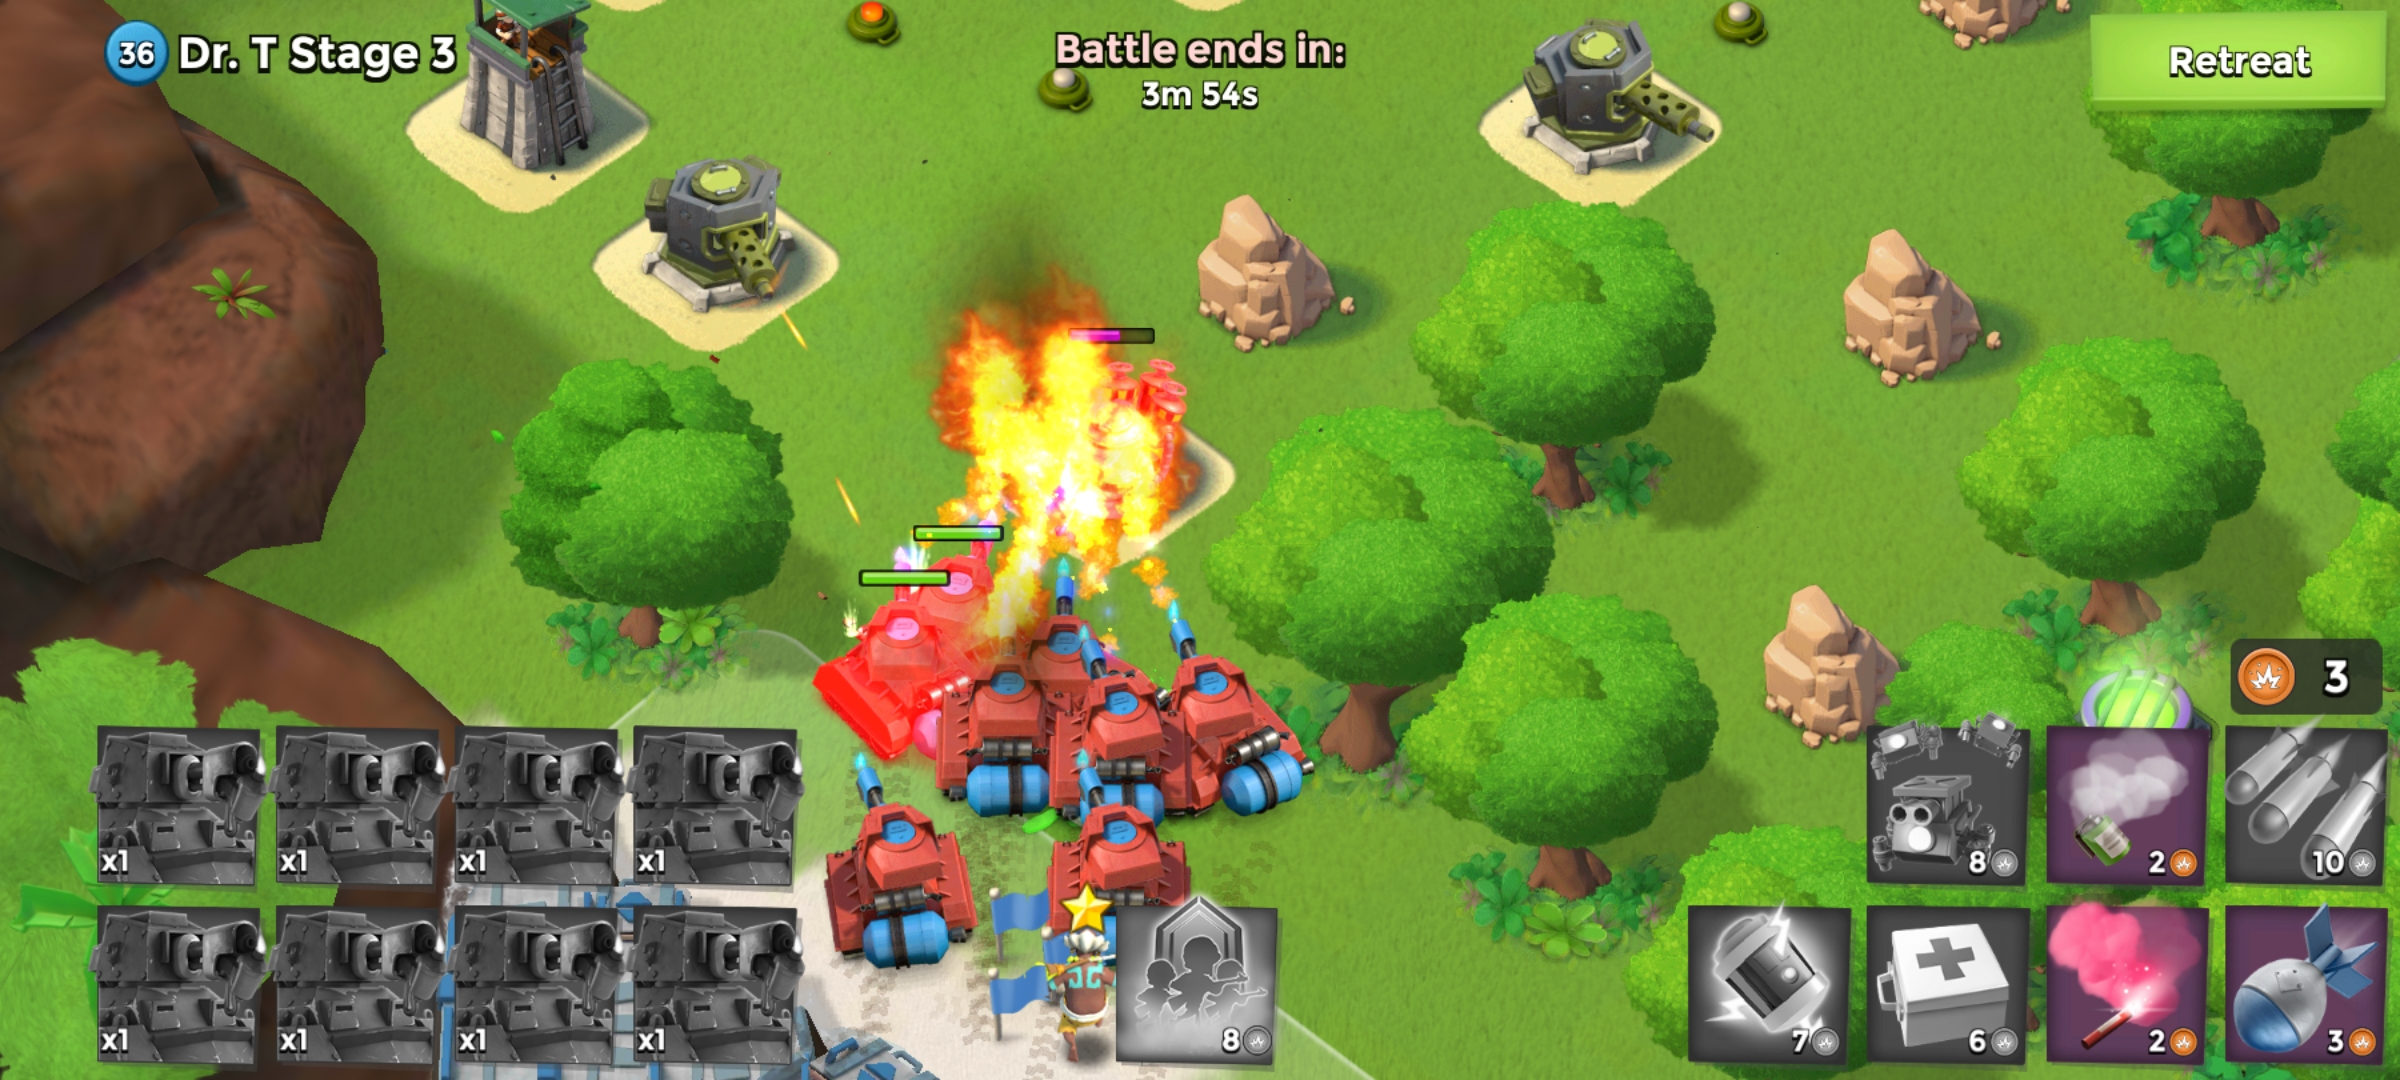 36 Dr. T Stage 3
Battle ends in:
3m 54s
Retreat
3
x1 x1 x1 x1
8 2 10
x1 x1 x1 x1
8 7 6 2 3